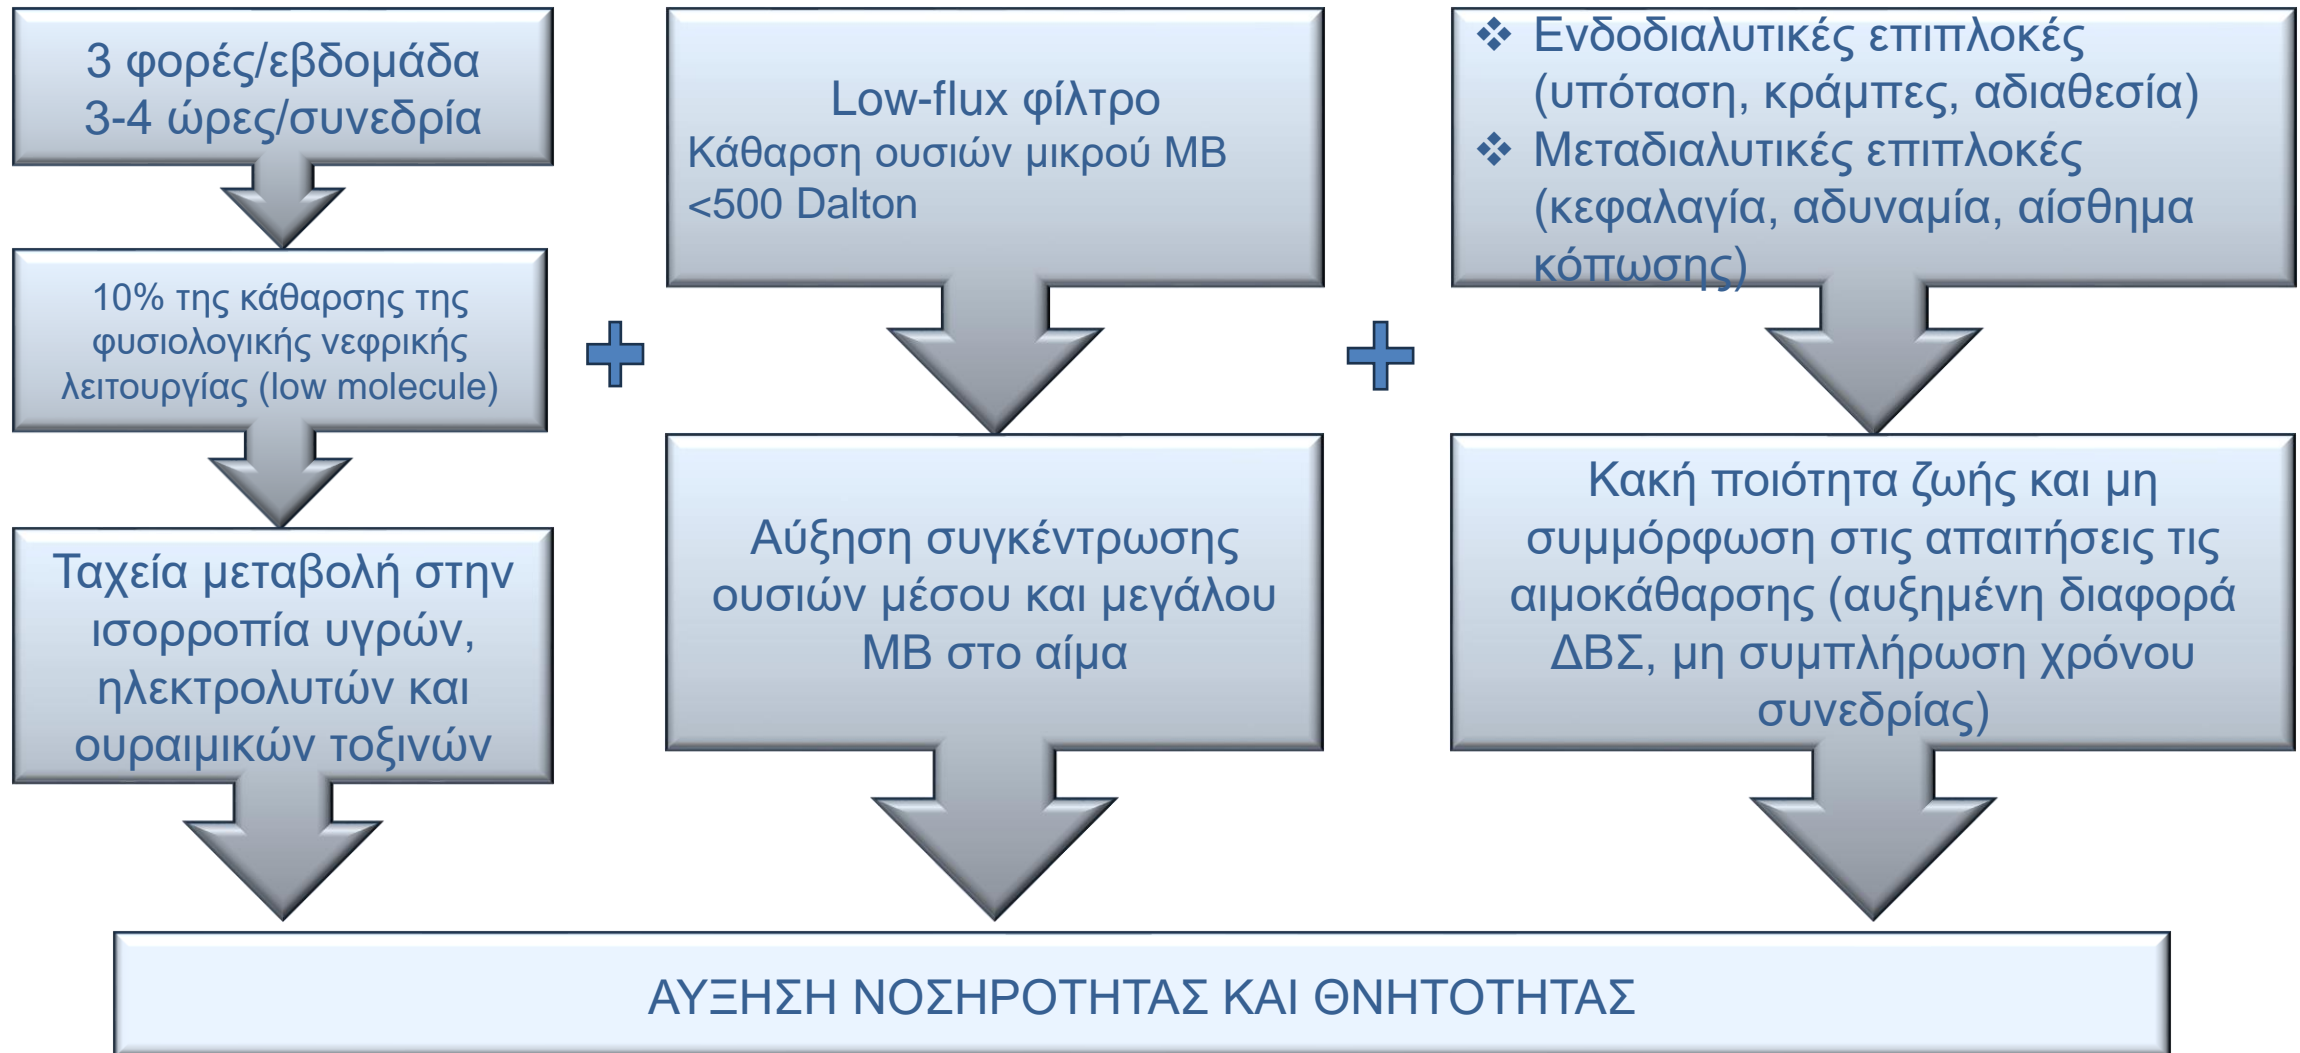 3 φορές/εβδομάδα
3-4 ώρες/συνεδρία
10% της κάθαρσης της
φυσιολογικής νεφρικής
λειτουργίας (low molecule)
Ταχεία μεταβολή στην
ισορροπία υγρών,
ηλεκτρολυτών και
ουραιμικών τοξινών
+
Low-flux φίλτρο
Κάθαρση ουσιών μικρού ΜΒ
<500 Dalton
Αύξηση συγκέντρωσης
ουσιών μέσου και μεγάλου
ΜΒ στο αίμα
+
❖ Ενδοδιαλυτικές επιπλοκές
(υπόταση, κράμπες, αδιαθεσία)
❖ Μεταδιαλυτικές επιπλοκές
(κεφαλαγία, αδυναμία, αίσθημα
κόπωσης)
Κακή ποιότητα ζωής και μη
συμμόρφωση στις απαιτήσεις τις
αιμοκάθαρσης (αυξημένη διαφορά
ΔΒΣ, μη συμπλήρωση χρόνου
συνεδρίας)
ΑΥΞΗΣΗ ΝΟΣΗΡΟΤΗΤΑΣ ΚΑΙ ΘΝΗΤΟΤΗΤΑΣ